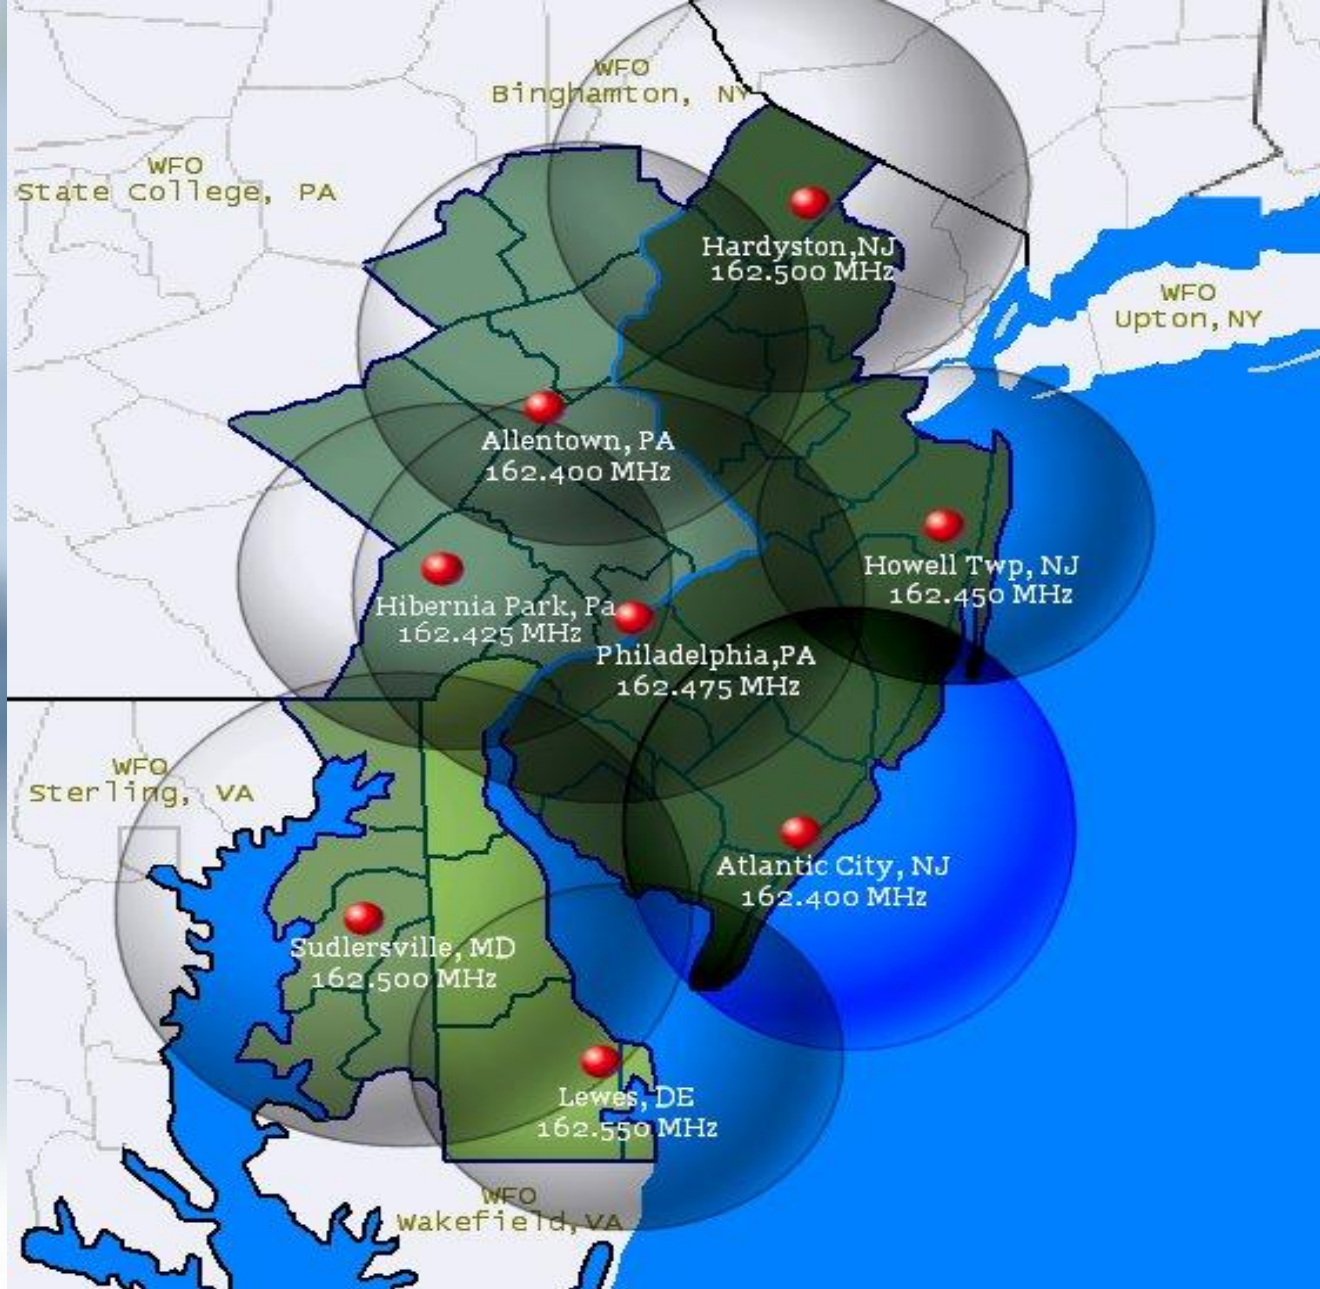 WFO
Binghamton, NY
WFO
State College, PA
Hardyston,NJ
162.500 MHz
WFO
Upton,NY
Allentown, PA
162.400 MHz
Howell Twp, NJ
162.450 MHz
Hibernia Park, Pa
162.425 MHz
Philadelphia,PA
162.475 MHz
WFO
Sterling, VA
Atlantic City, NJ
162.400 MHz
Sudlersville, MD
162.500 MHz
Lewes, DE
162.550 MHz
WFO
Wakefield, VA